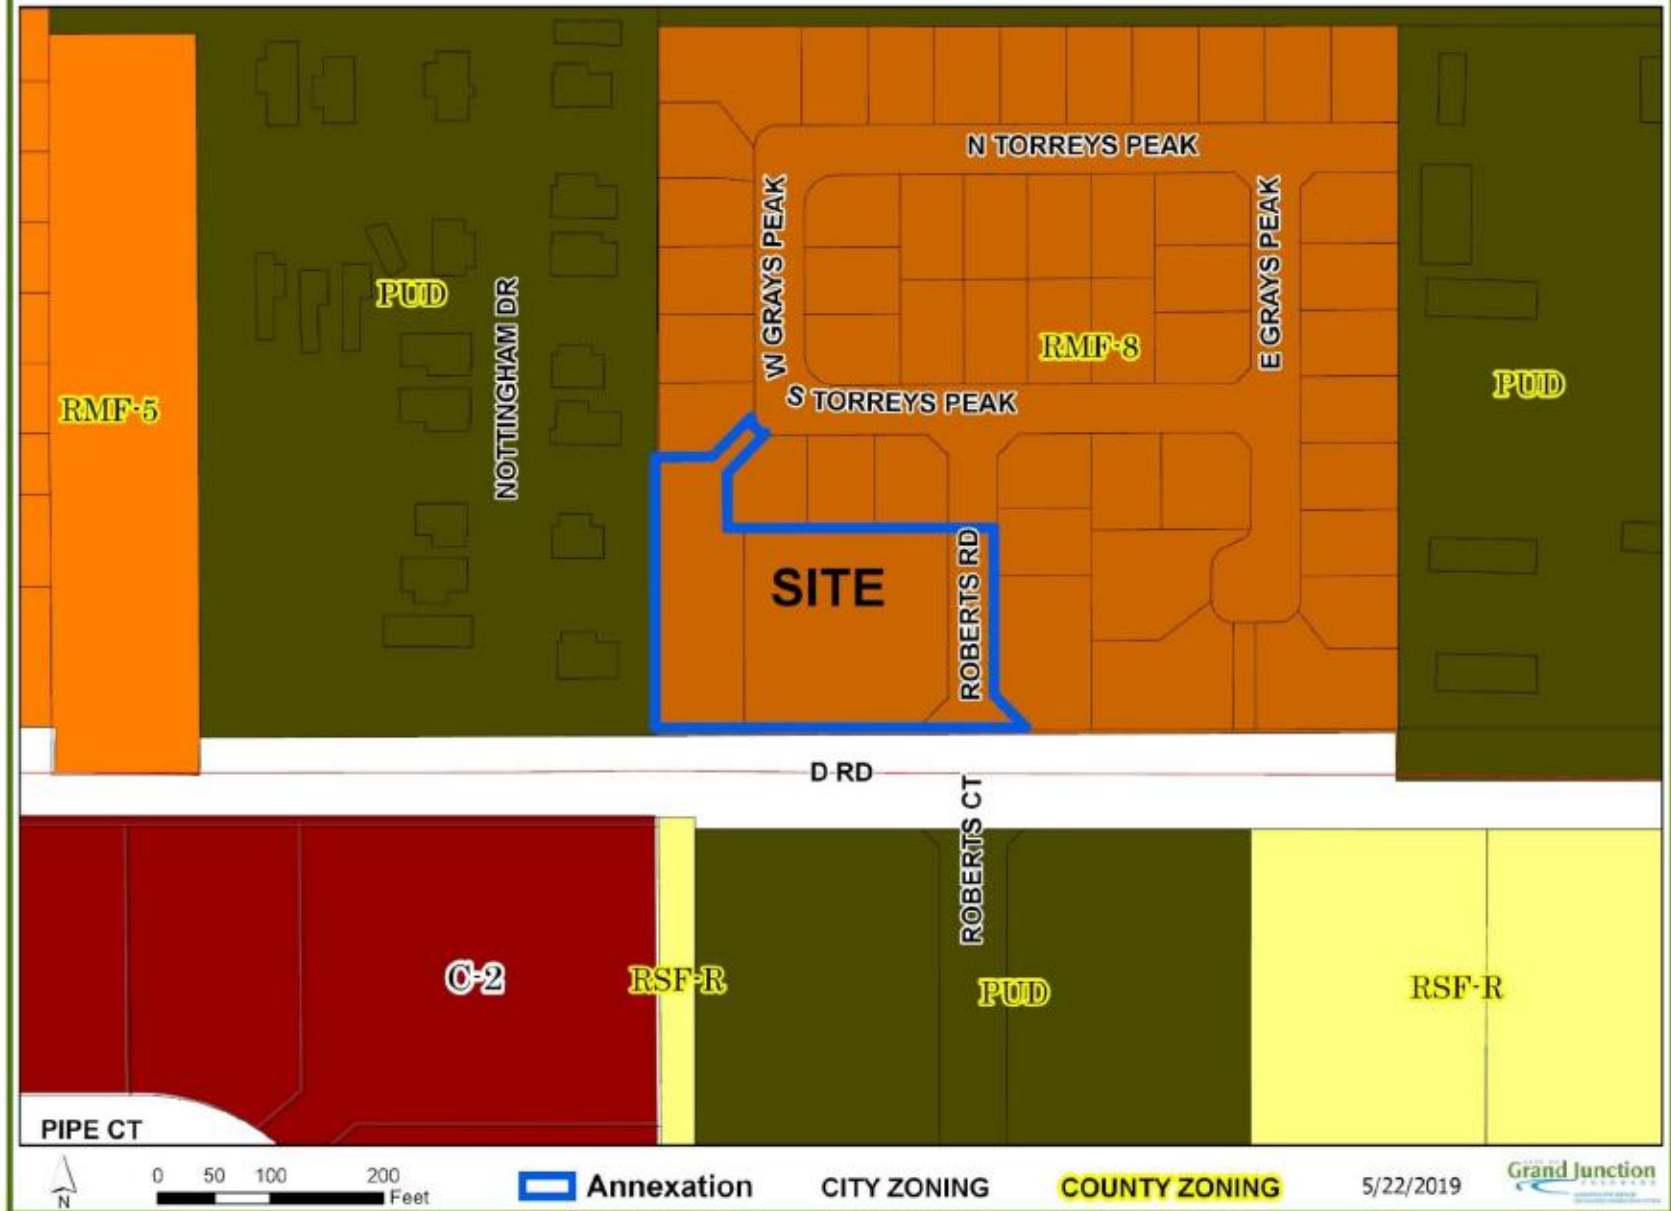 N TORREYS PEAK
W GRAYS PEAK
E GRAYS PEAK
PUD
NOTTINGHAM DR
RMF-8
PUD
RMF-5
S TORREYS PEAK
SITE
ROBERTS RD
D RD
ROBERTS CT
C-2
RSF-R
PUD
RSF-R
PIPE CT
N
0 50 100 200
Feet
Annexation
CITY ZONING
COUNTY ZONING
5/22/2019
Grand Junction
COLORADO